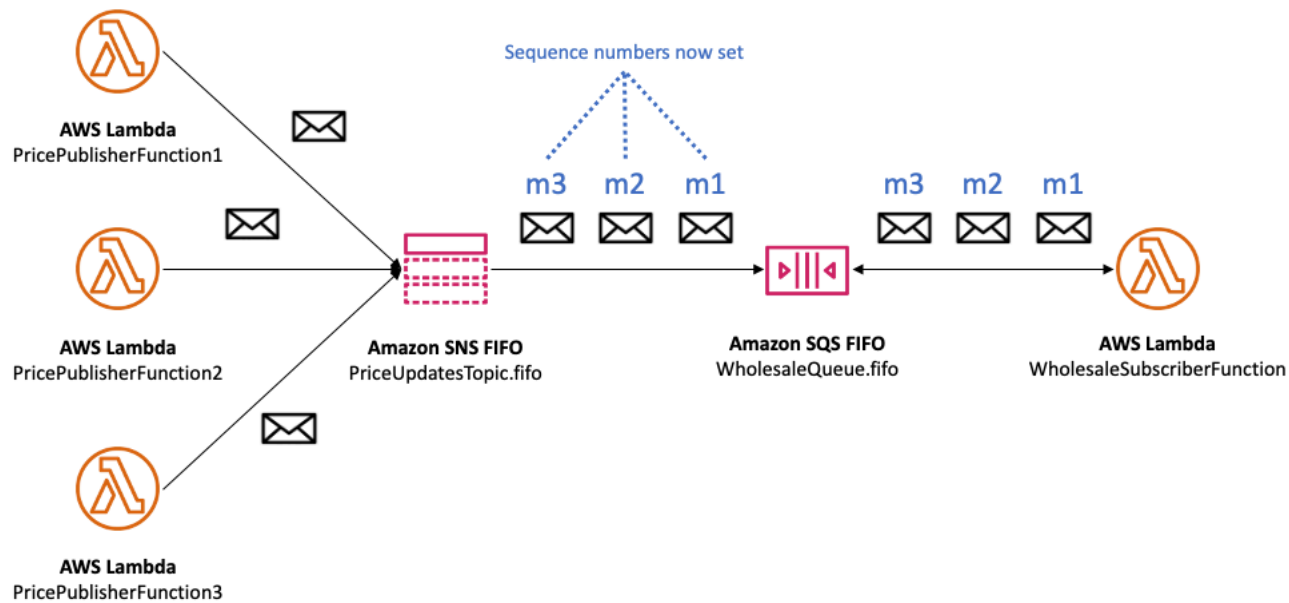 Sequence numbers now set
AWS Lambda
PricePublisherFunction1
m3 m2 m1
m3 m2 m1
AWS Lambda
PricePublisherFunction2
Amazon SNS FIFO
PriceUpdatesTopic.fifo
Amazon SQS FIFO
WholesaleQueue.fifo
AWS Lambda
WholesaleSubscriberFunction
AWS Lambda
PricePublisherFunction3